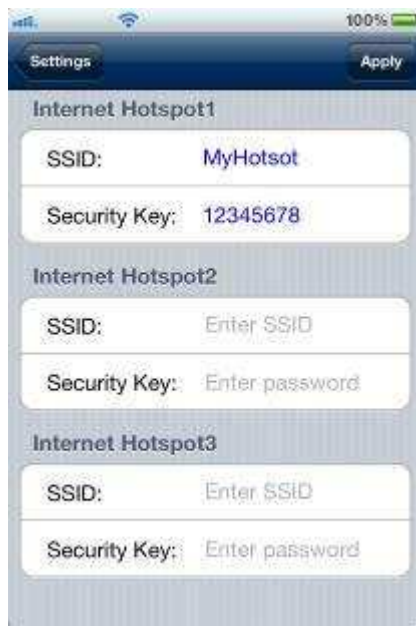 100%
Settings Apply
Internet Hotspot1
SSID: MyHotsot
Security Key: 12345678
Internet Hotspot2
SSID: Enter SSID
Security Key: Enter password
Internet Hotspot3
SSID: Enter SSID
Security Key: Enter password